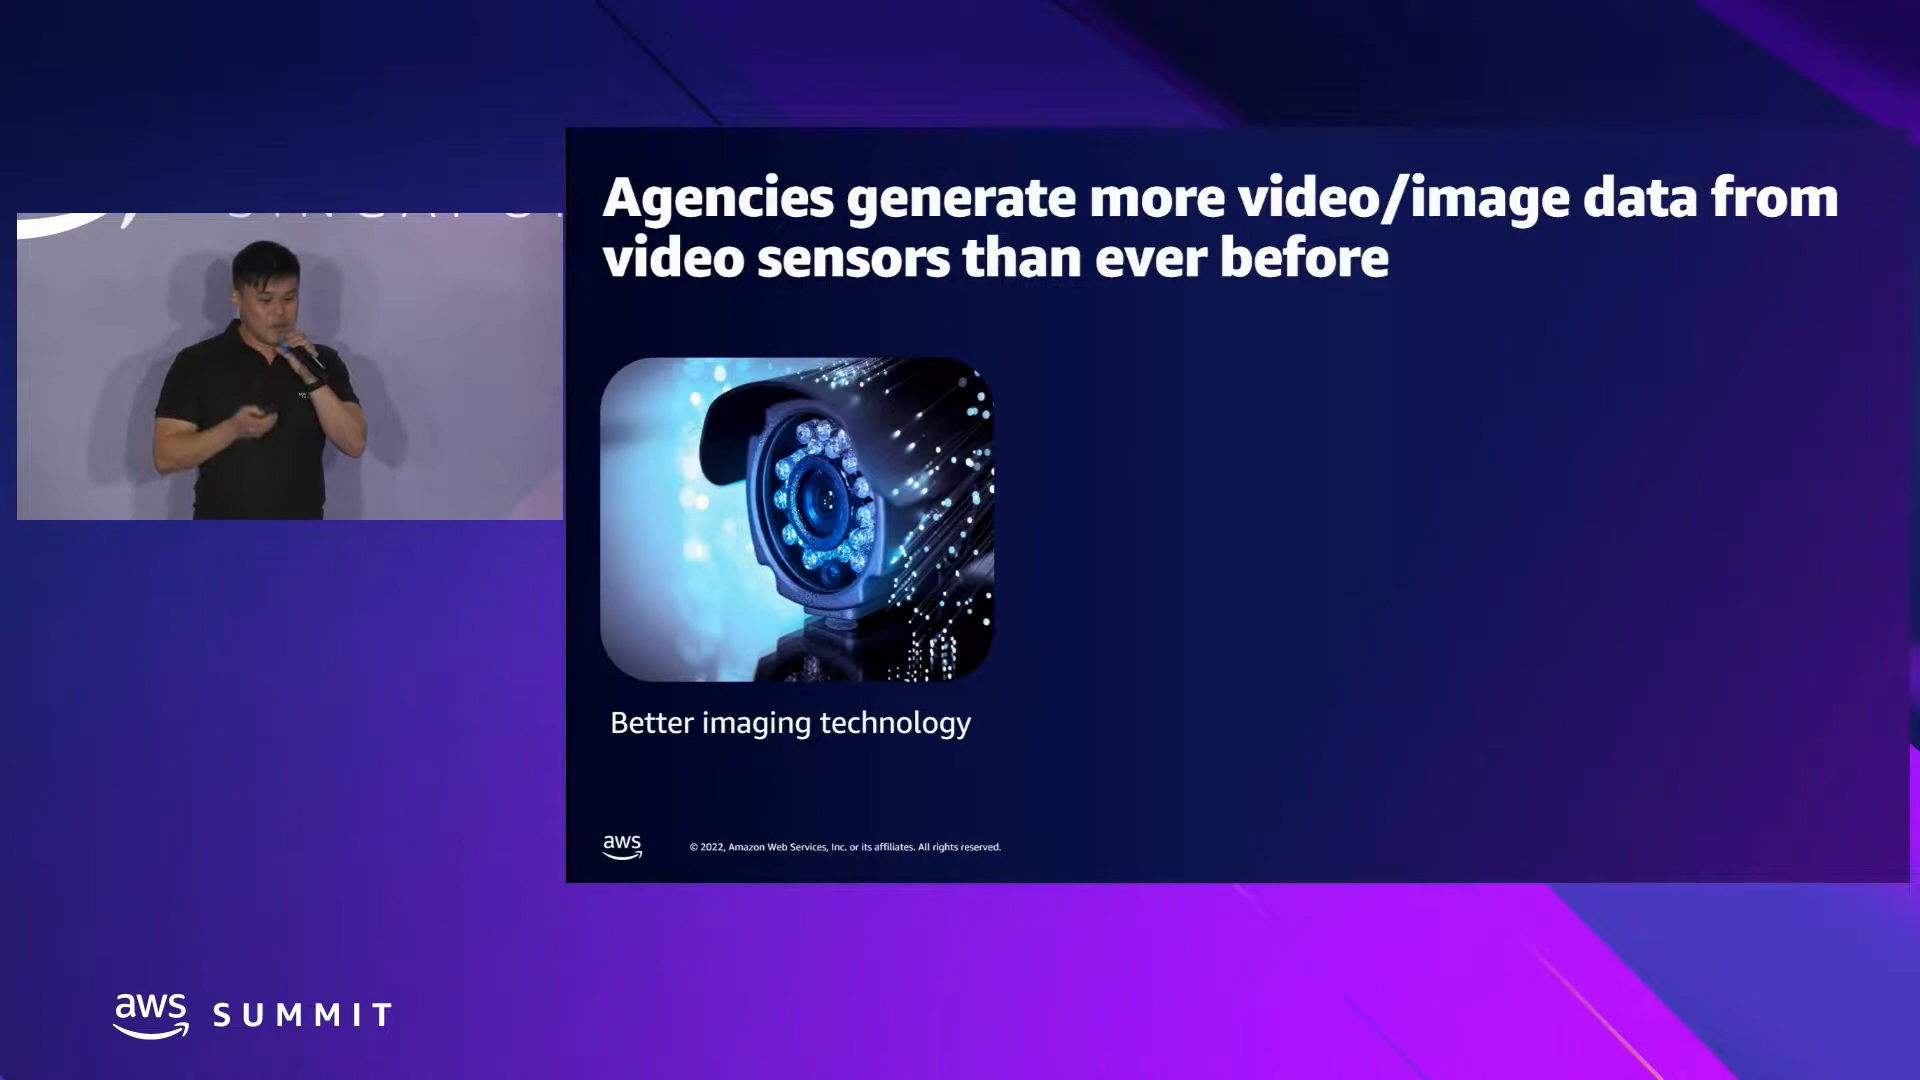 Agencies generate more video/image data from
video sensors than ever before
Better imaging technology
aws
© 2022, Amazon Web Services, Inc. or its affiliates. All rights reserved.
aws SUMMIT